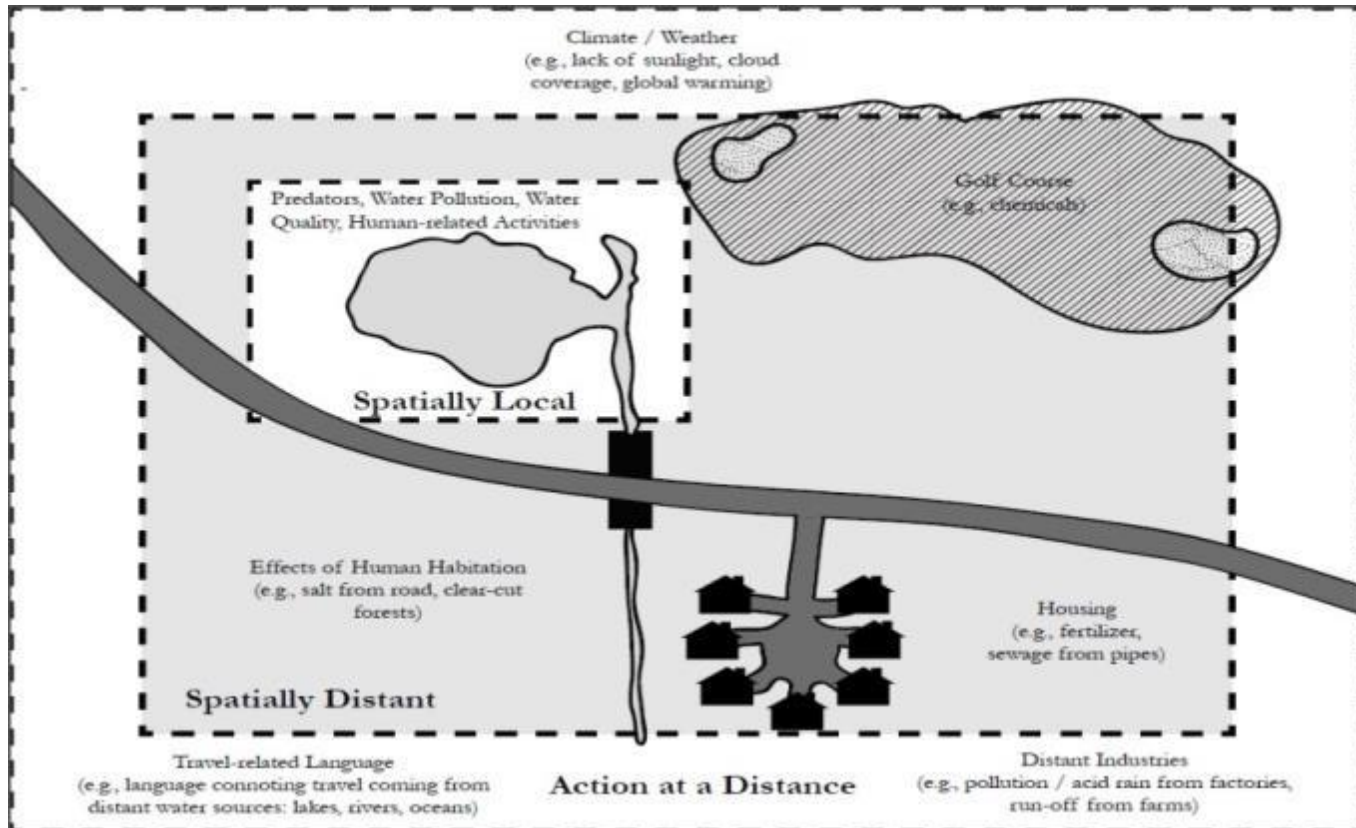 Climate / Weather
(e.g., lack of sunlight, cloud
coverage, global warming)
Predators, Water Pollution, Water
Quality, Human-related Activities
Golf Course
(e.g., chemicals)
Spatially Local
Effects of Human Habitation
(e.g., salt from road, clear-cut
forests)
Housing
(e.g., fertilizer,
sewage from pipes)
Spatially Distant
Travel-related Language
(e.g., language connoting travel coming from
distant water sources: lakes, rivers, oceans)
Action at a Distance
Distant Industries
(e.g., pollution / acid rain from factories,
run-off from farms)